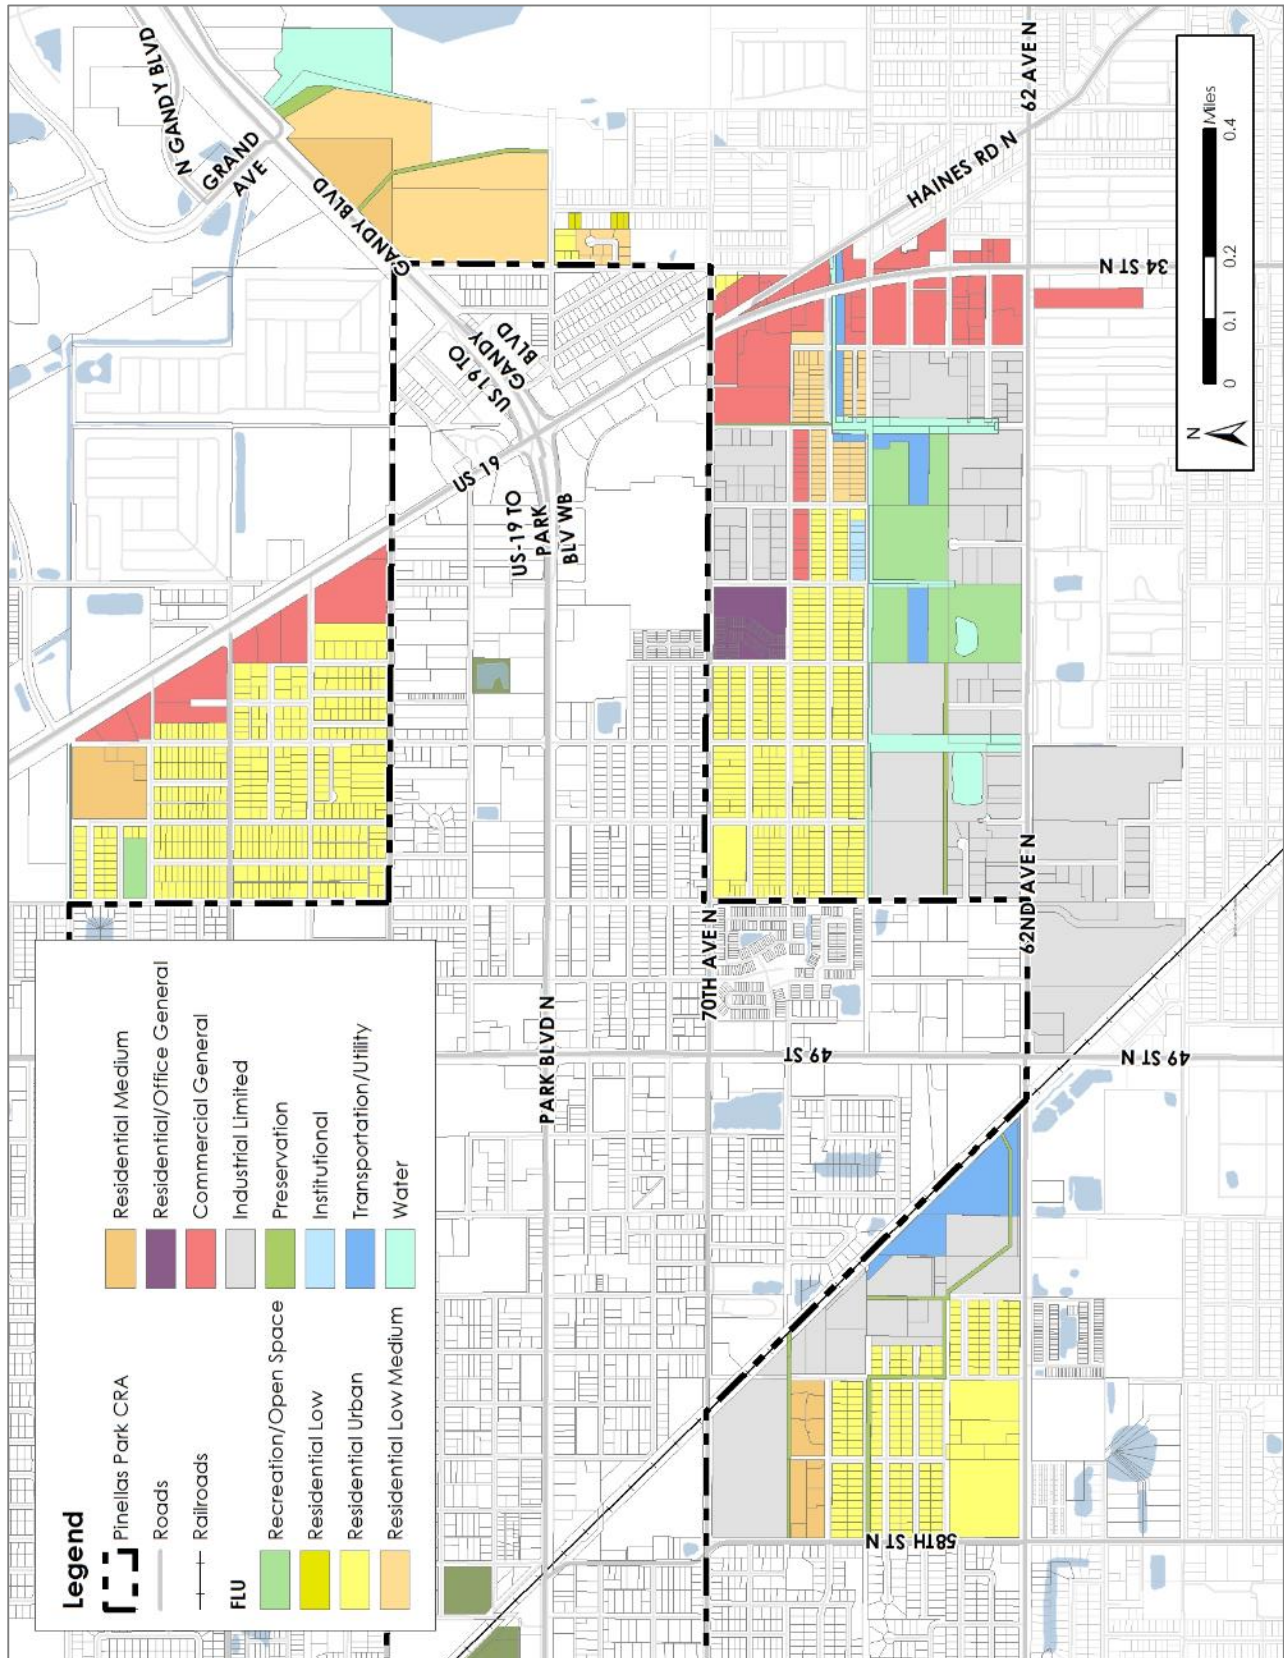 Legend
Pinellas Park CRA
Roads
Railroads
FLU
Recreation/Open Space
Residential Low
Residential Urban
Residential Low Medium
Residential Medium
Residential/Office General
Commercial General
Industrial Limited
Preservation
Institutional
Transportation/Utility
Water
N GANDY BLVD
GRAND
AVE
GANDY BLVD
US 19 TO
GANDY
BLVD
US 19
US-19 TO
PARK
BLV WB
PARK BLVD N
70TH AVE N
49 ST
58TH ST N
62ND AVE N
49 ST N
HAINES RD N
34 ST N
62 AVE N
N
0
0.1
0.2
0.4
Miles